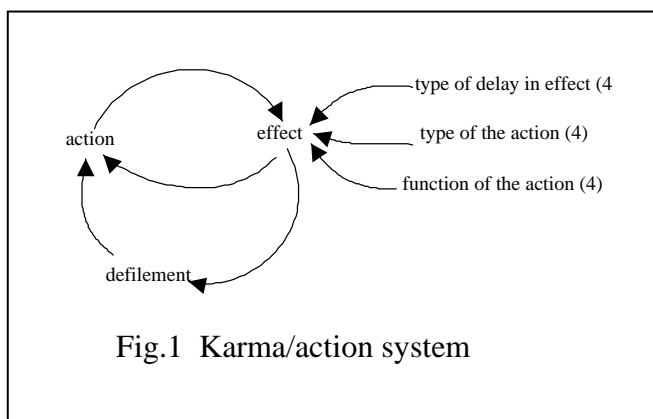 type of delay in effect (4
action
effect
type of the action (4)
function of the action (4)
defilement
Fig.1 Karma/action system